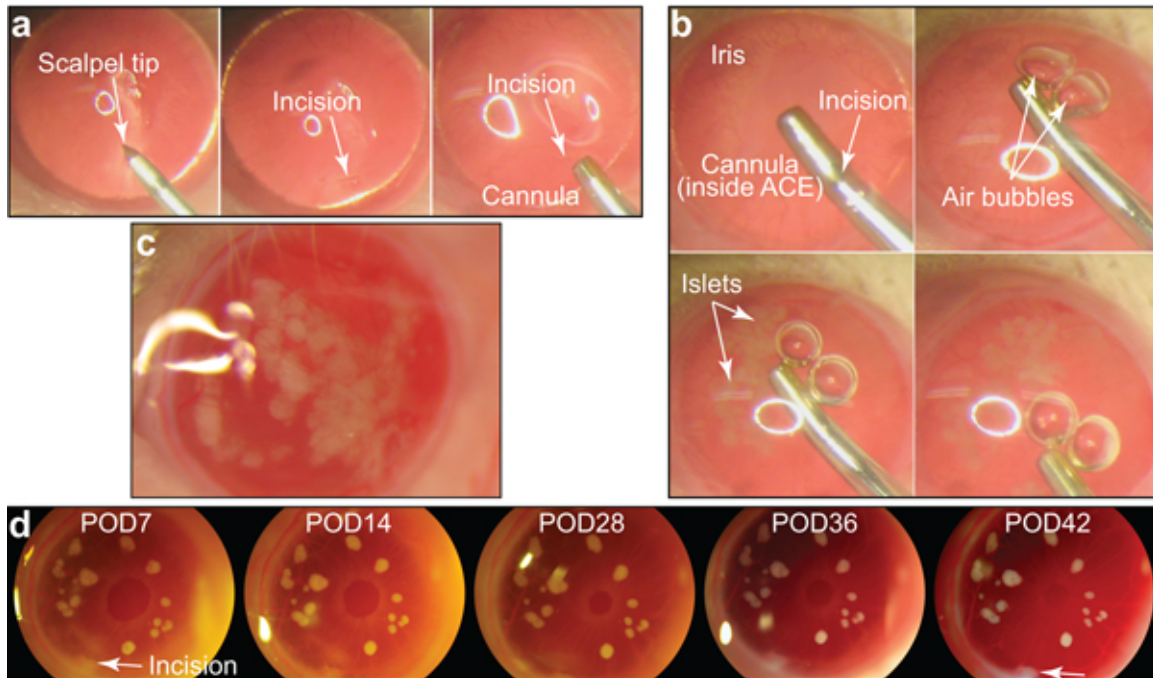 a
Scalpel tip
Incision
Incision
Cannula
b
Iris
Incision
Cannula
(inside ACE)
Air bubbles
Islets
c
d
POD7
POD14
POD28
POD36
POD42
Incision